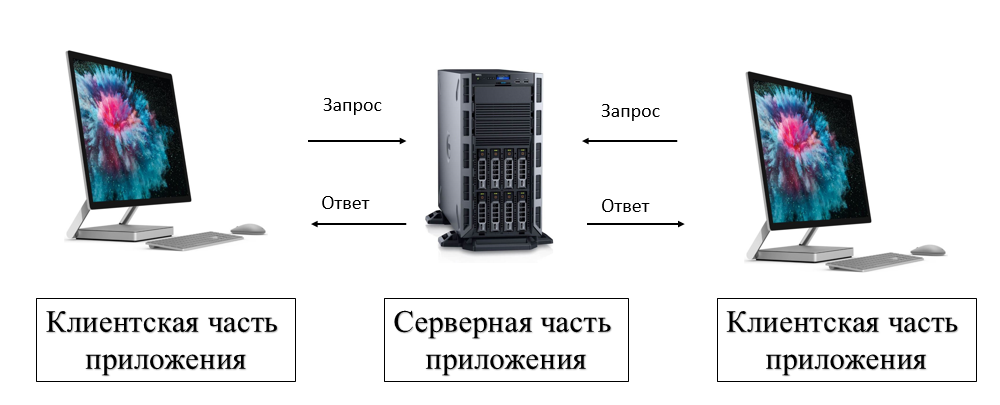 Запрос
Запрос
Ответ
Ответ
Клиентская часть
приложения
Серверная часть
приложения
Клиентская часть
приложения